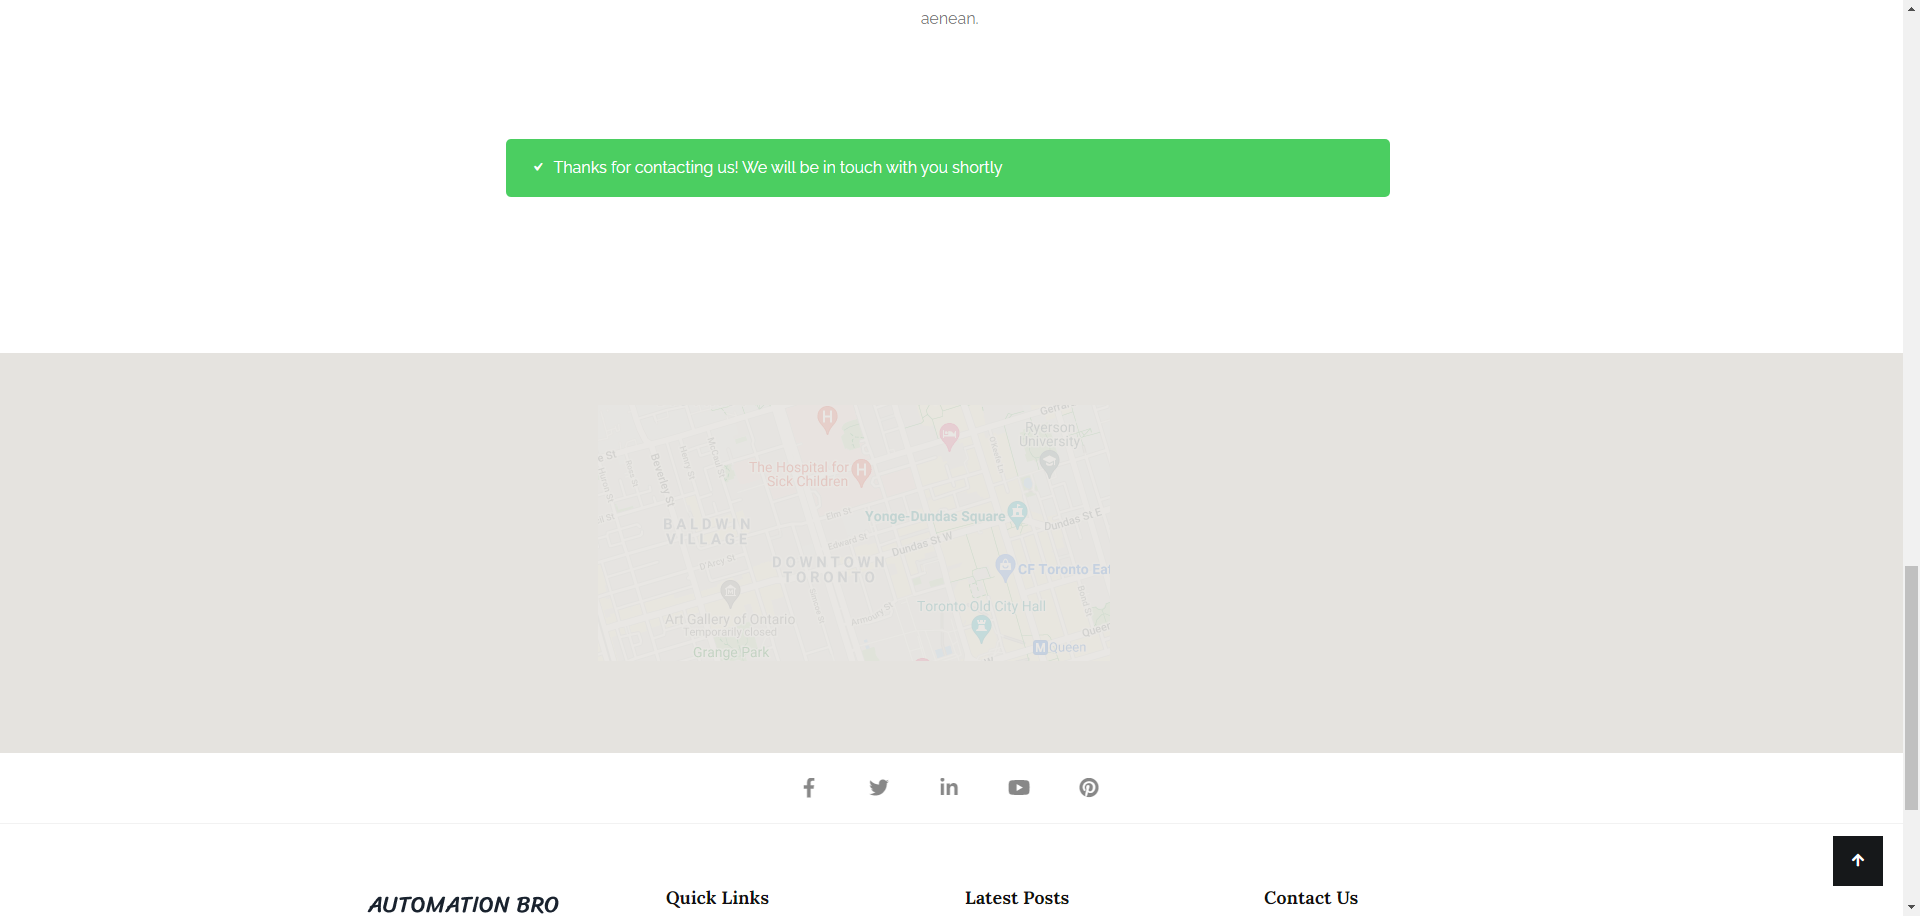 aenean.
Thanks for contacting us! We will be in touch with you shortly
Ryerson
University
The Hospital for
Sick Children
Beverley St
Elm St
Yonge-Dundas Square
Dundas St E
BALDWIN
VILLAGE
Edward St
Dundas St W
D'Arcy St
DOWNTOWN
TORONTO
CF Toronto Eat
Toronto Old City Hall
Armoury St
Art Gallery of Ontario
Temporarily closed
Grange Park
Queen
M Queen
AUTOMATION BRO
Quick Links
Latest Posts
Contact Us